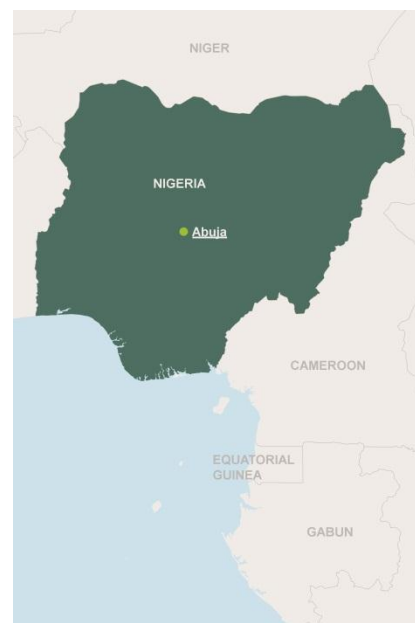 NIGER
NIGERIA
Abuja
CAMEROON
EQUATORIAL
GUINEA
GABUN